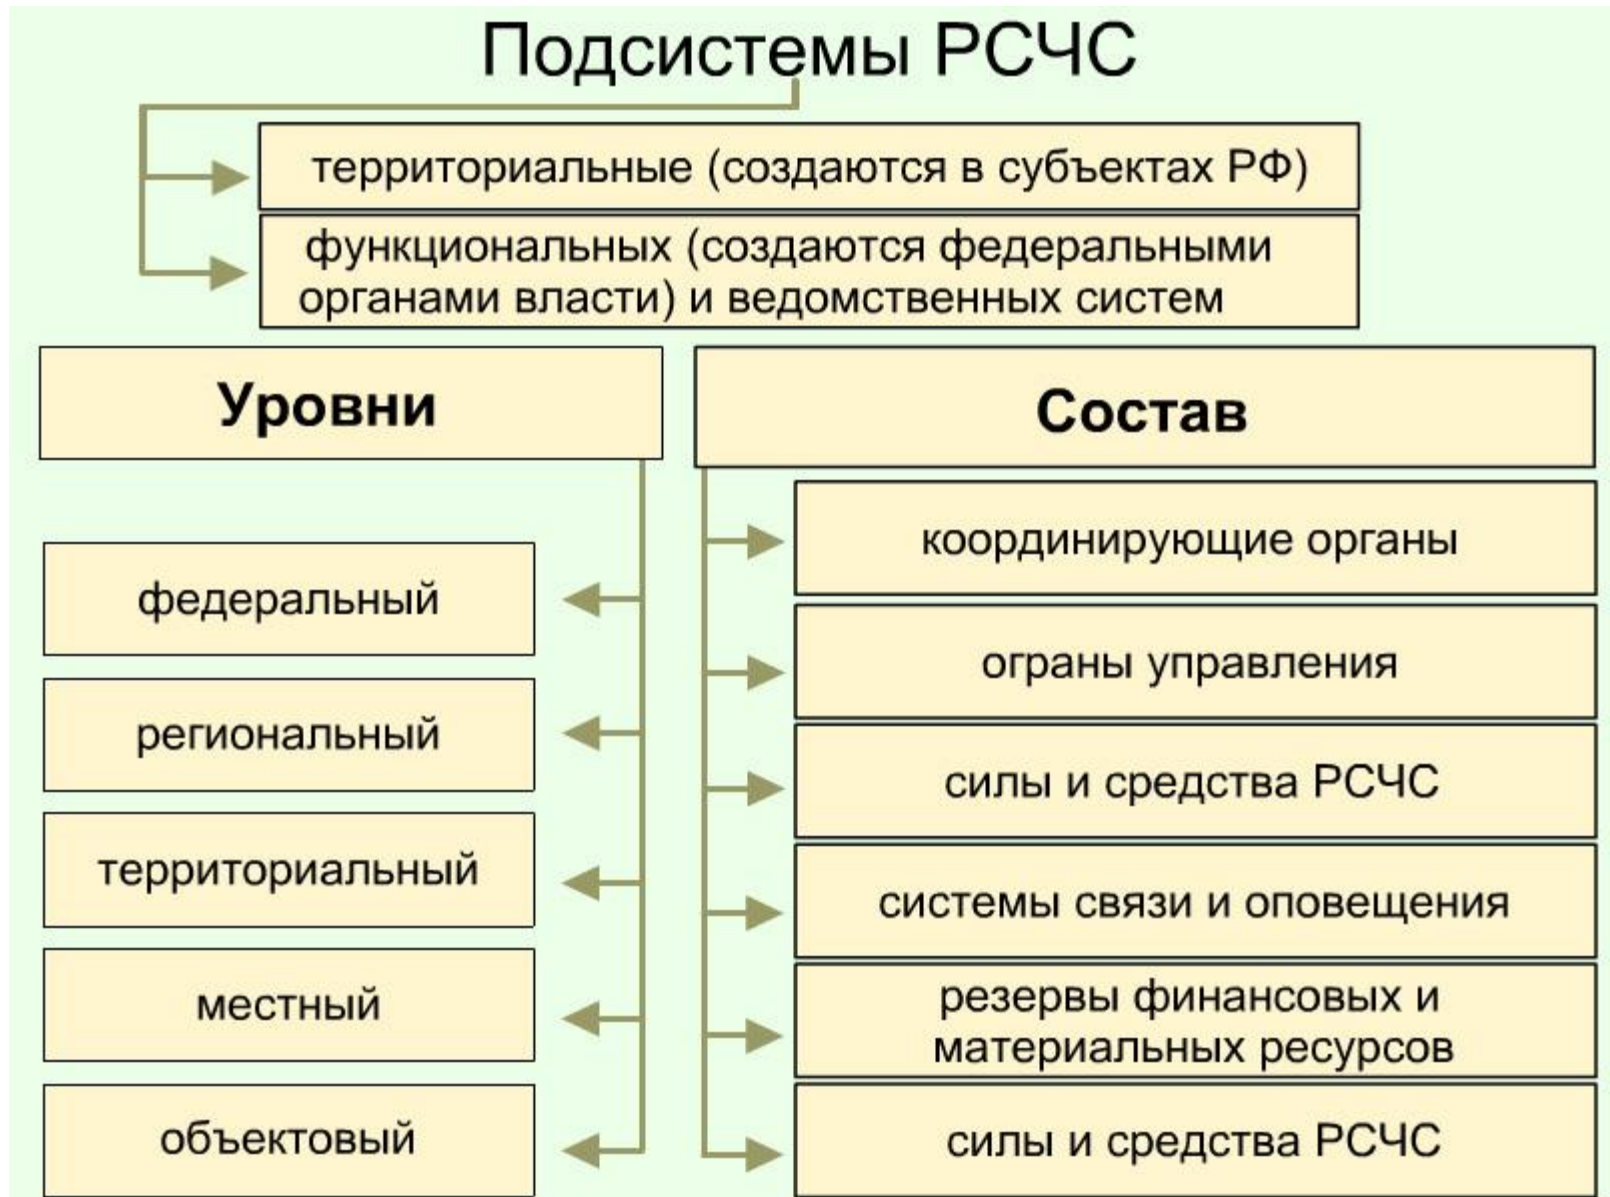 Подсистемы РСЧС
территориальные (создаются в субъектах РФ)
функциональных (создаются федеральными
органами власти) и ведомственных систем
Уровни
федеральный
региональный
территориальный
местный
объектовый
Состав
координирующие органы
ограны управления
силы и средства РСЧС
системы связи и оповещения
резервы финансовых и
материальных ресурсов
силы и средства РСЧС